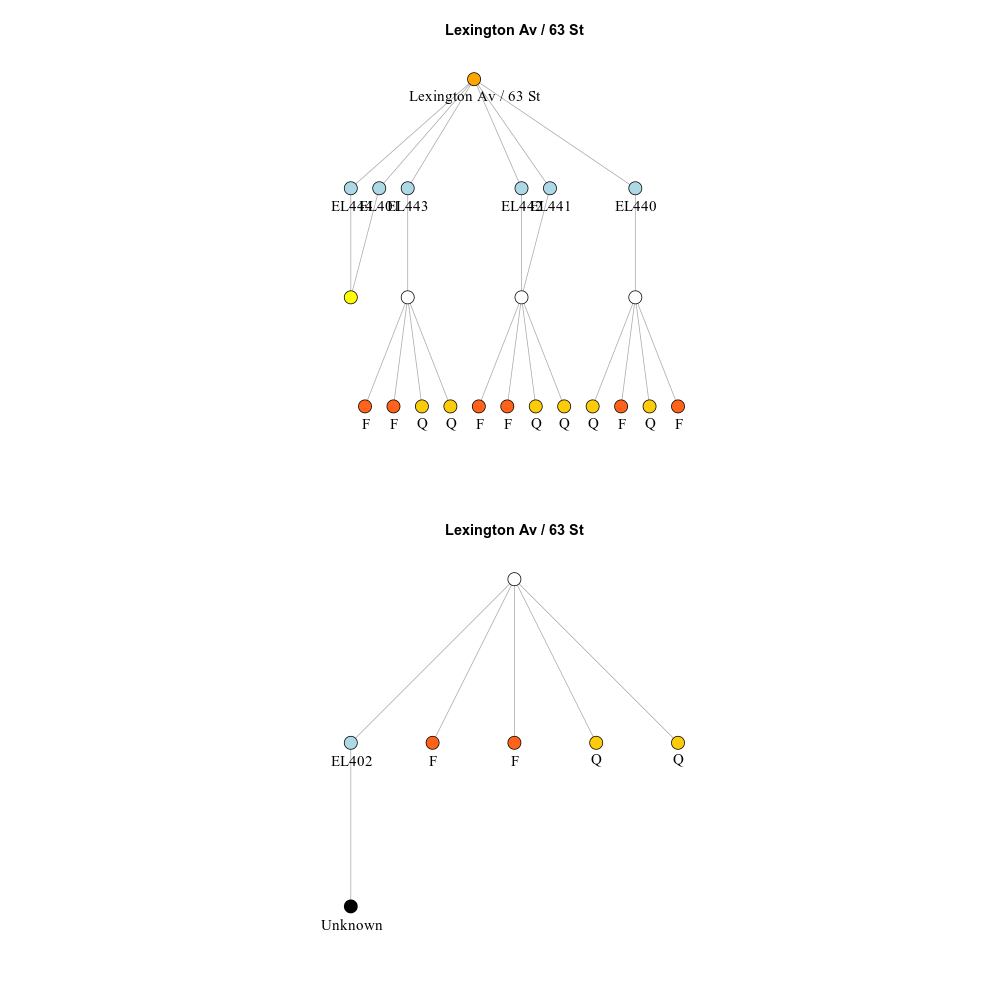 Lexington Av / 63 St
Lexington Av / 63 St
EL444 EL401 EL443 EL442 EL441 EL440
F F Q Q F F Q Q Q F Q F
Lexington Av / 63 St
EL402 F F Q Q
Unknown